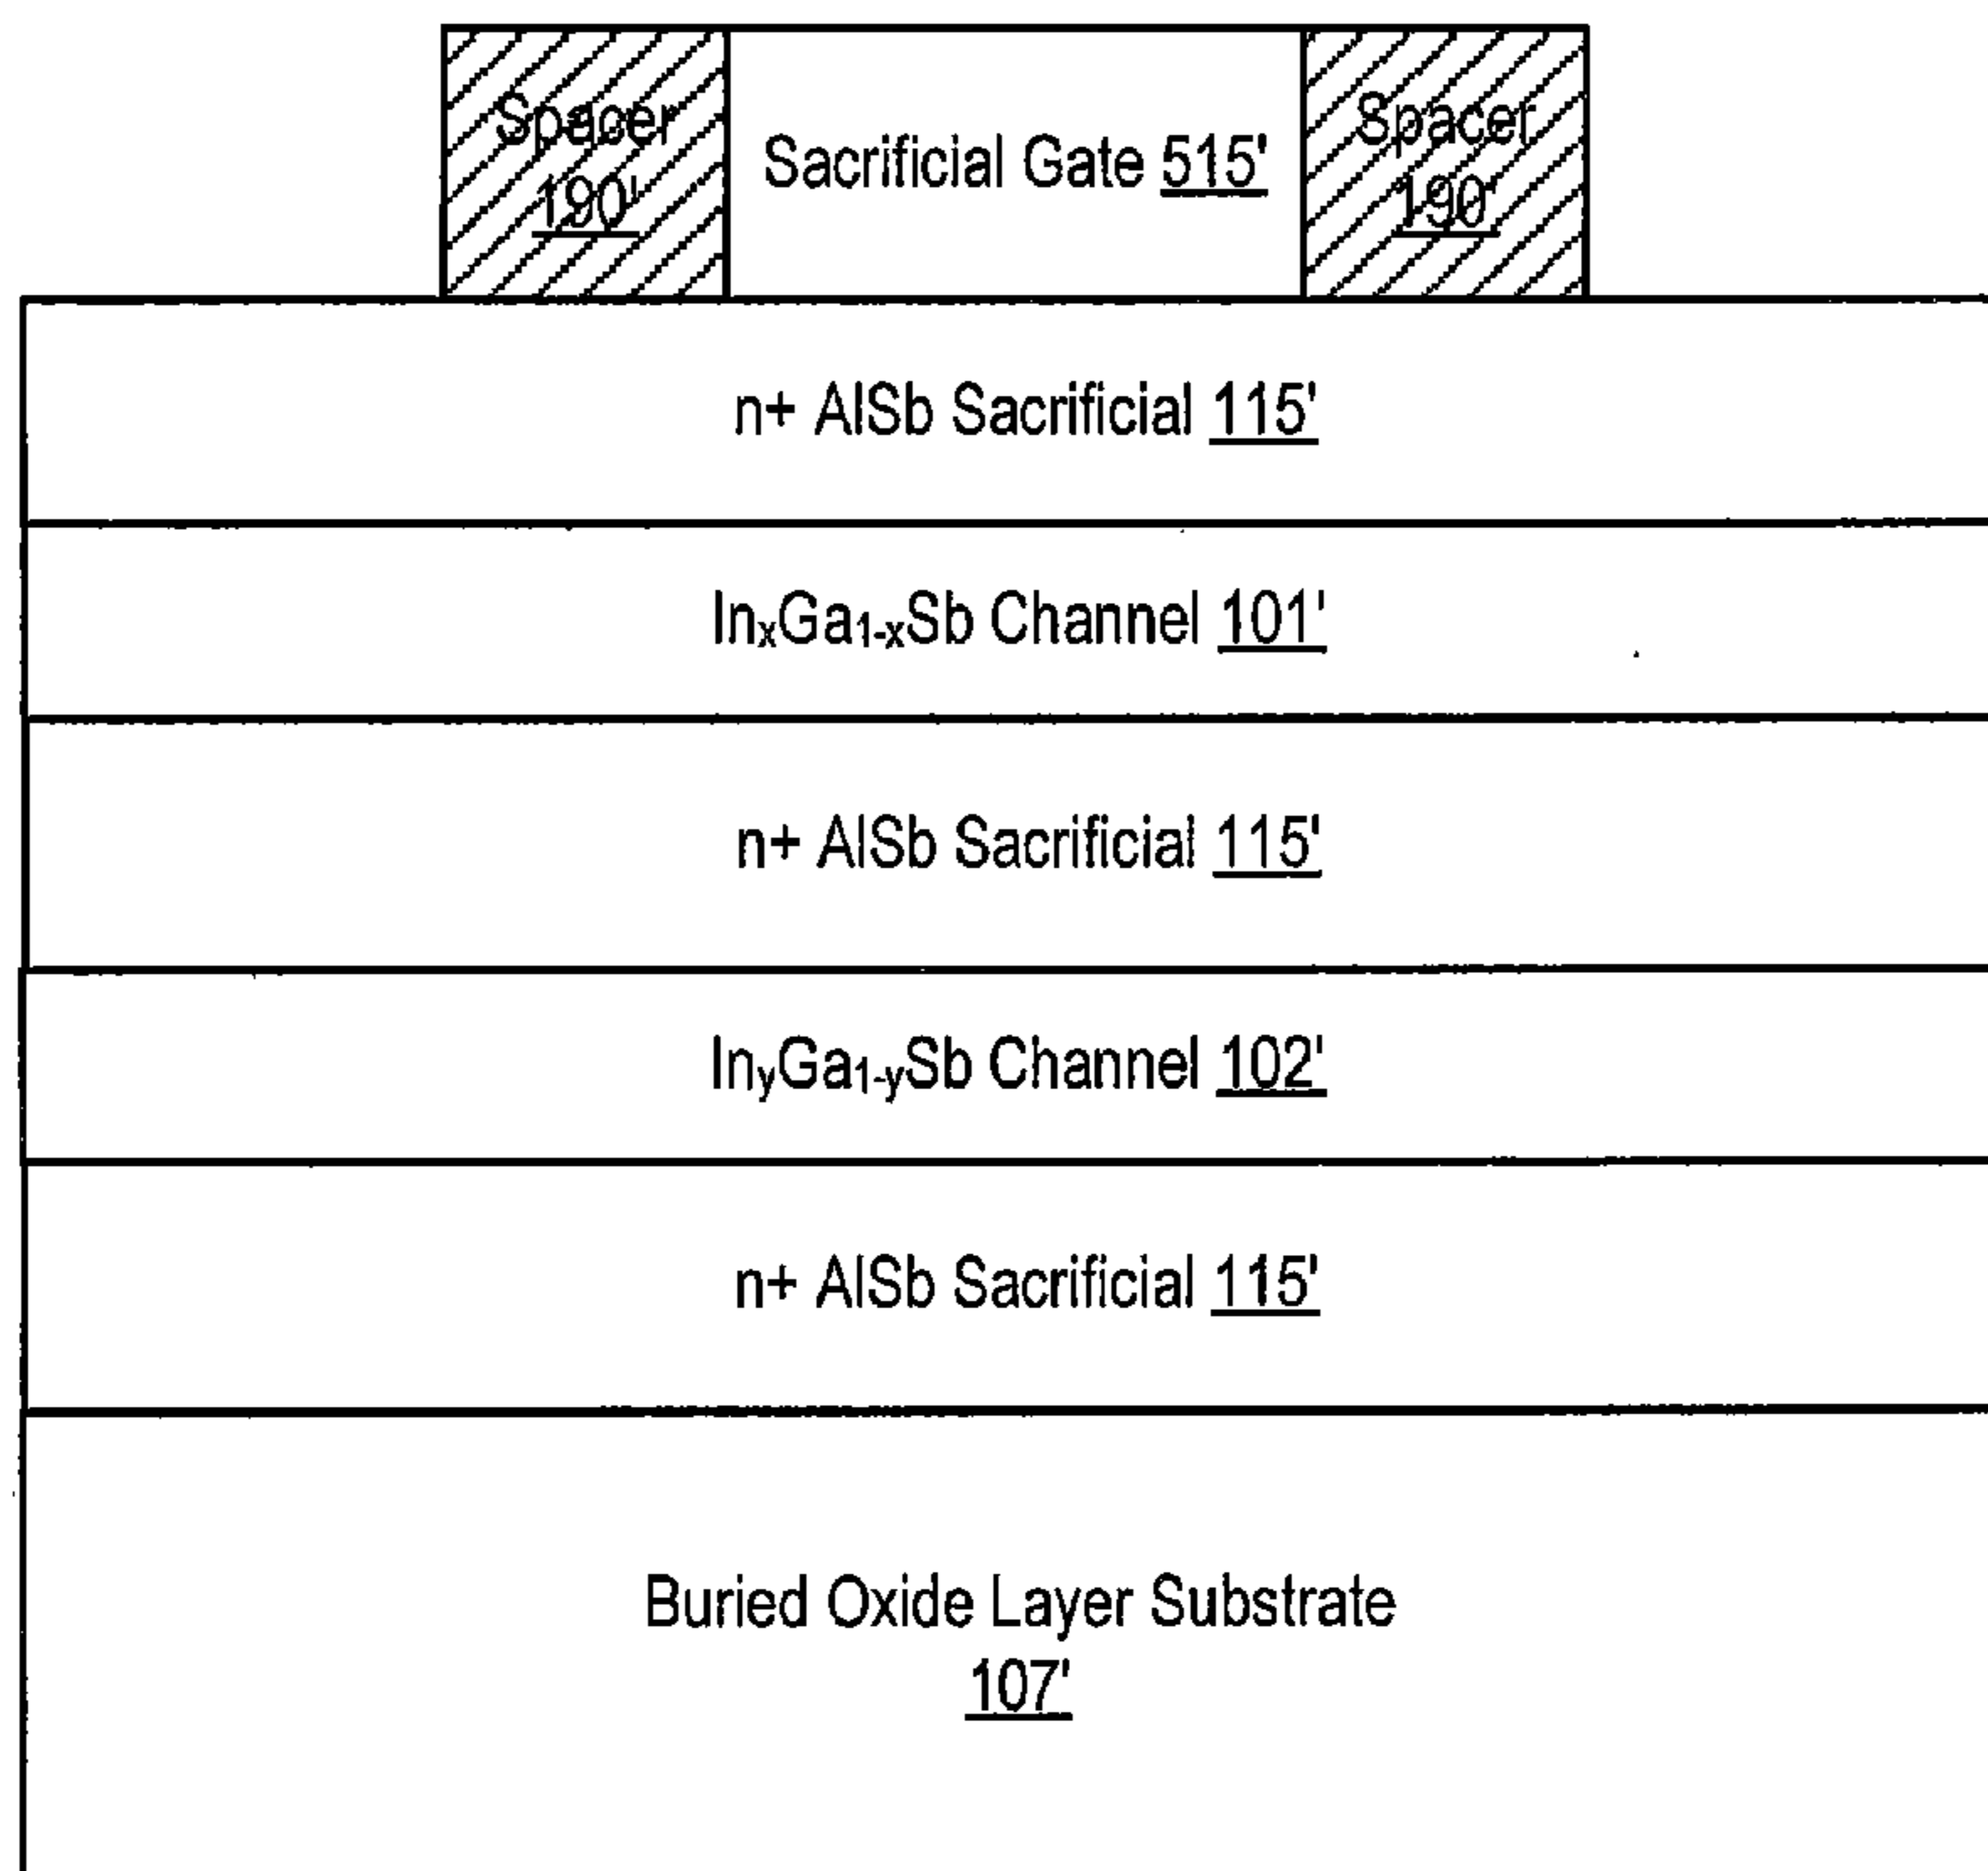 Spacer
190'
Sacrificial Gate 515'
Spacer
190'
n+ AlSb Sacrificial 115'
InₓGa₁₋ₓSb Channel 101'
n+ AlSb Sacrificial 115'
InyGa1-ySb Channel 102'
n+ AlSb Sacrificial 115'
Buried Oxide Layer Substrate
107'